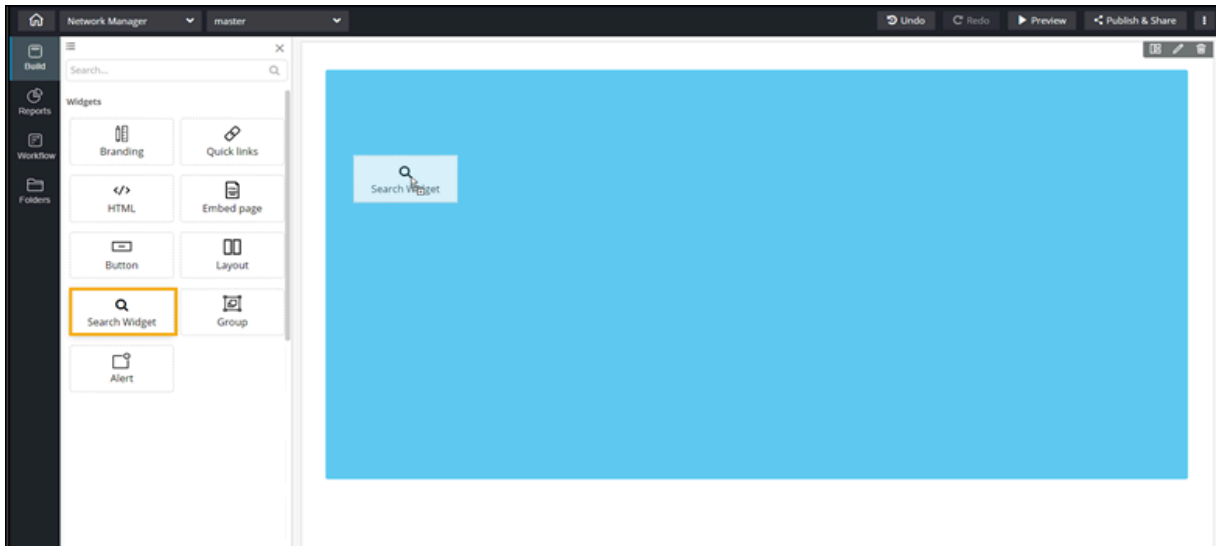 Network Manager master Undo Redo Preview Publish & Share
Build
Reports
Workflow
Folders
Search...
Widgets
Branding Quick links
HTML Embed page
Button Layout
Search Widget Group
Alert
Search Widget